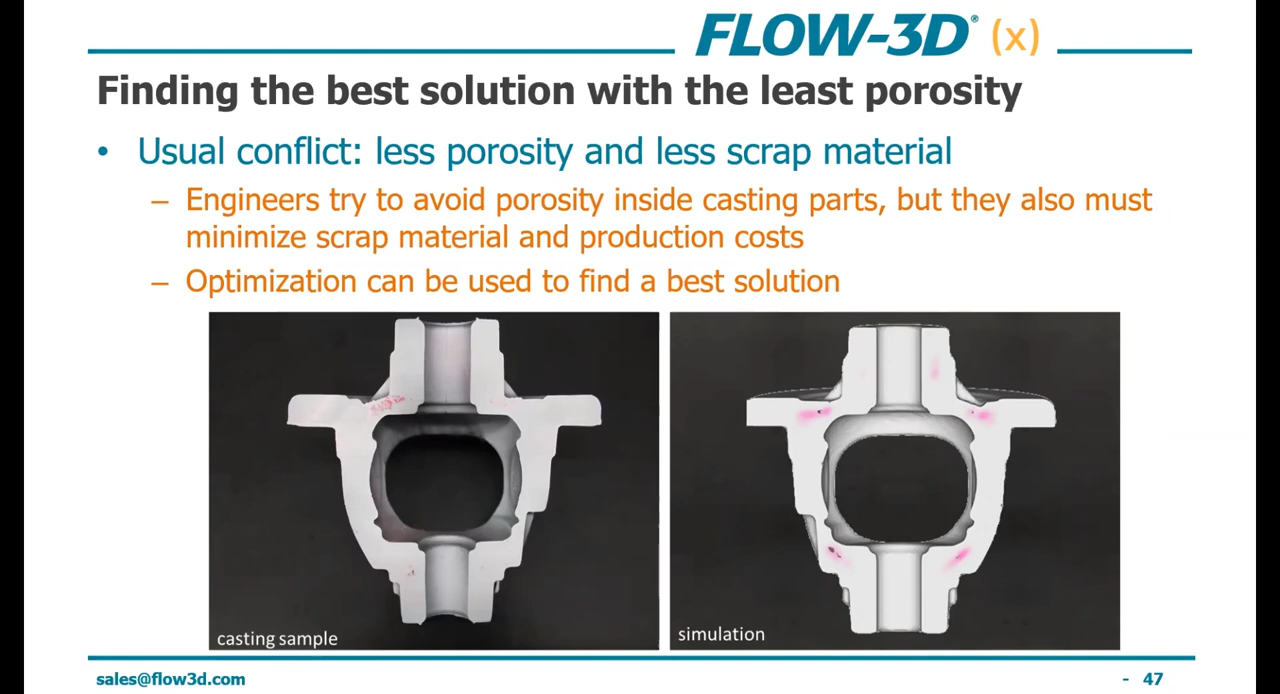 FLOW-3D® (x)
Finding the best solution with the least porosity
• Usual conflict: less porosity and less scrap material
– Engineers try to avoid porosity inside casting parts, but they also must
minimize scrap material and production costs
– Optimization can be used to find a best solution
casting sample
simulation
sales@flow3d.com
- 47